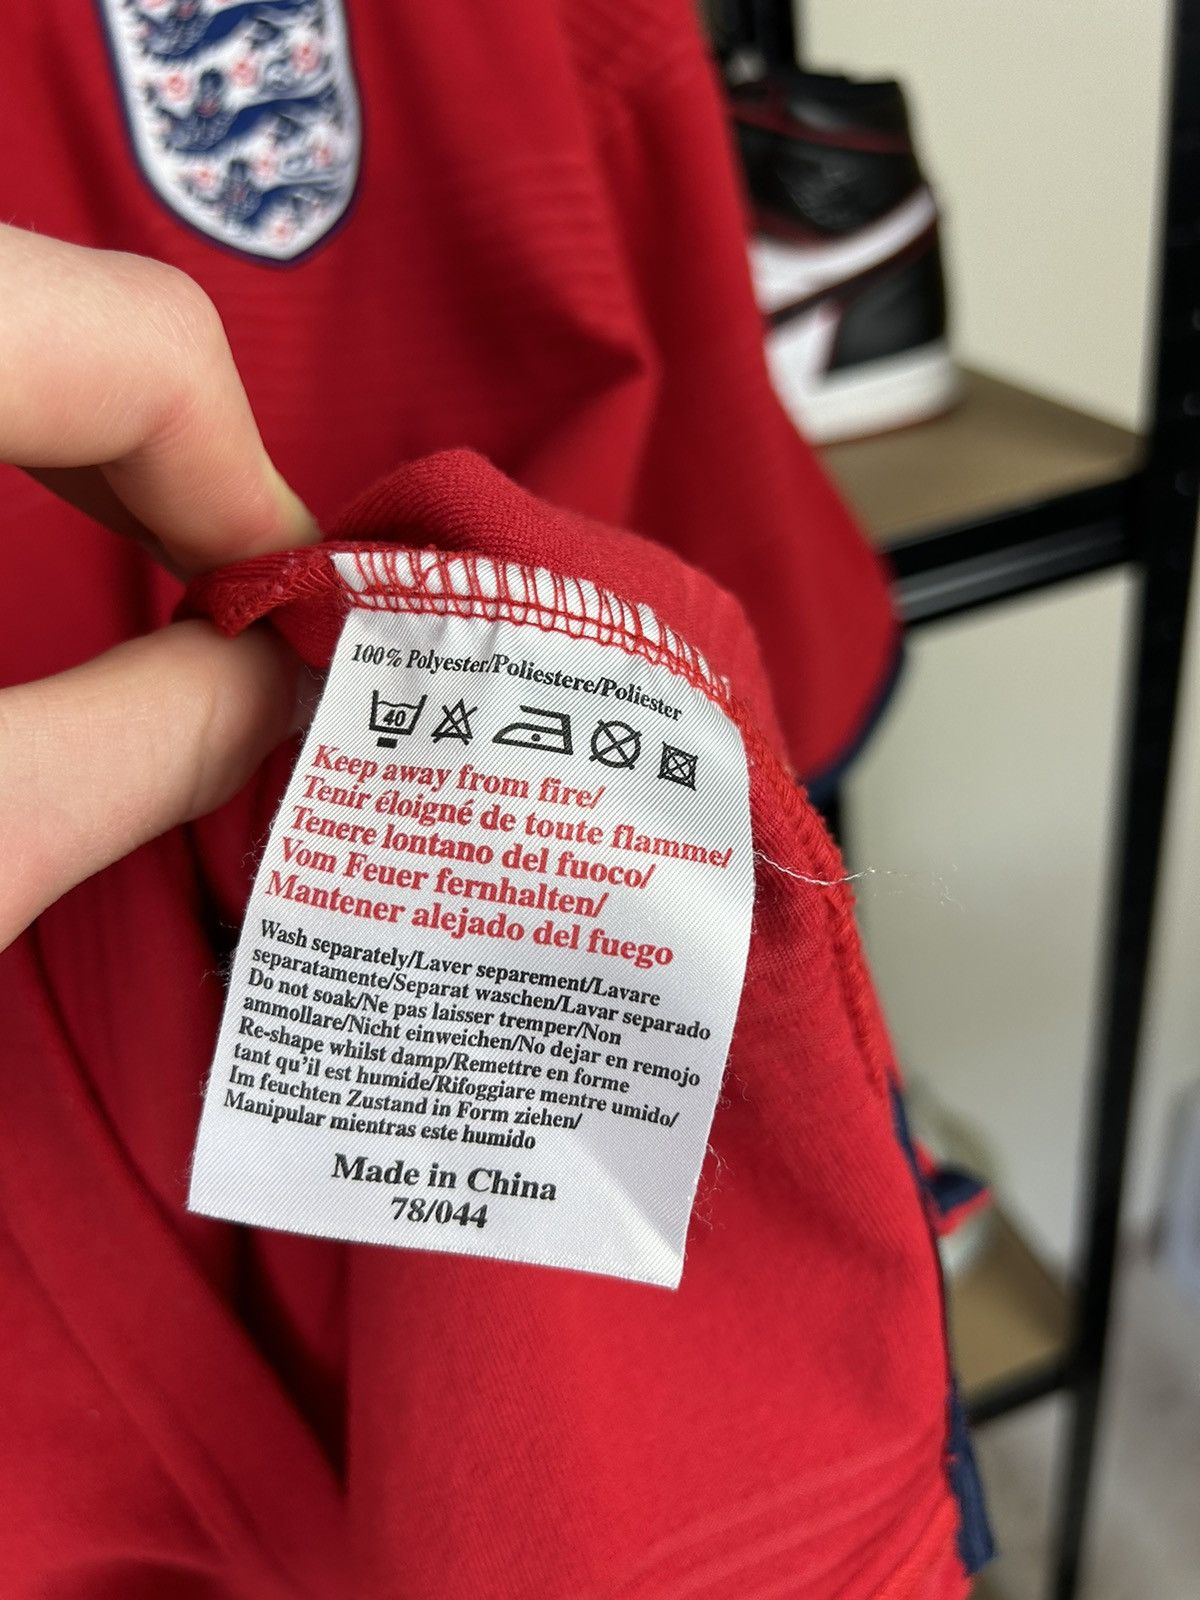 100% Polyester/Poliestere/Poliester
40
Keep away from fire/
Tenir éloigné de toute flamme/
Tenere lontano del fuoco/
Vom Feuer fernhalten/
Mantener alejado del fuego
Wash separately/Laver separement/Lavare
separatamente/Separat waschen/Lavar separado
Do not soak/Ne pas laisser tremper/Non
ammollare/Nicht einweichen/No dejar en remojo
Re-shape whilst damp/Remettre en forme
tant qu'il est humide/Rifoggiare mentre umido/
Im feuchten Zustand in Form ziehen/
Manipular mientras este humido
Made in China
78/044